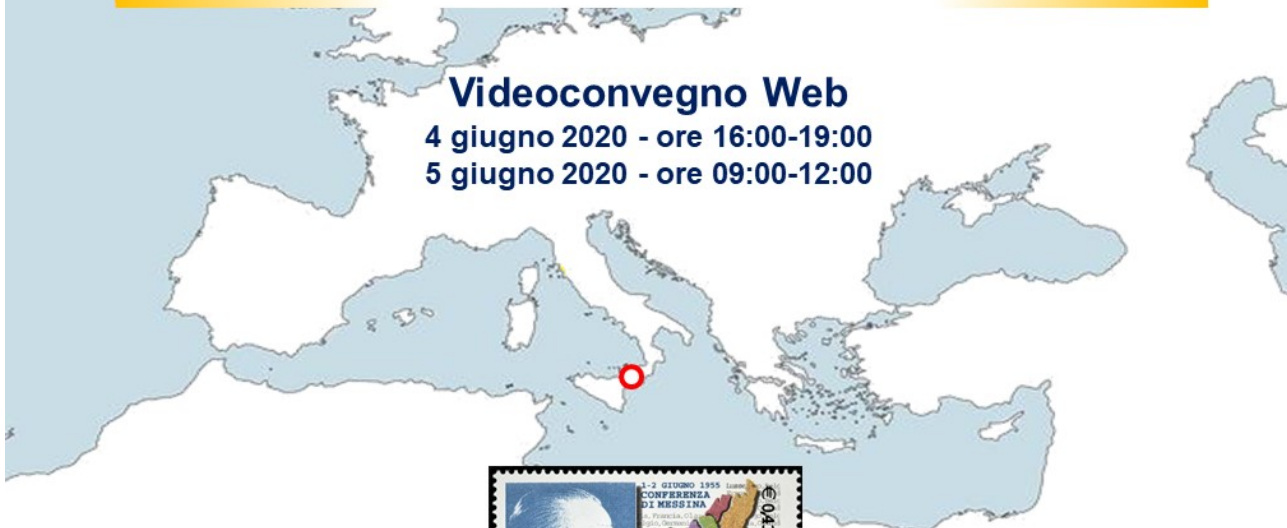 Videoconvegno Web
4 giugno 2020 - ore 16:00-19:00
5 giugno 2020 - ore 09:00-12:00
1-2 GIUGNO 1955
CONFERENZA
DI MESSINA